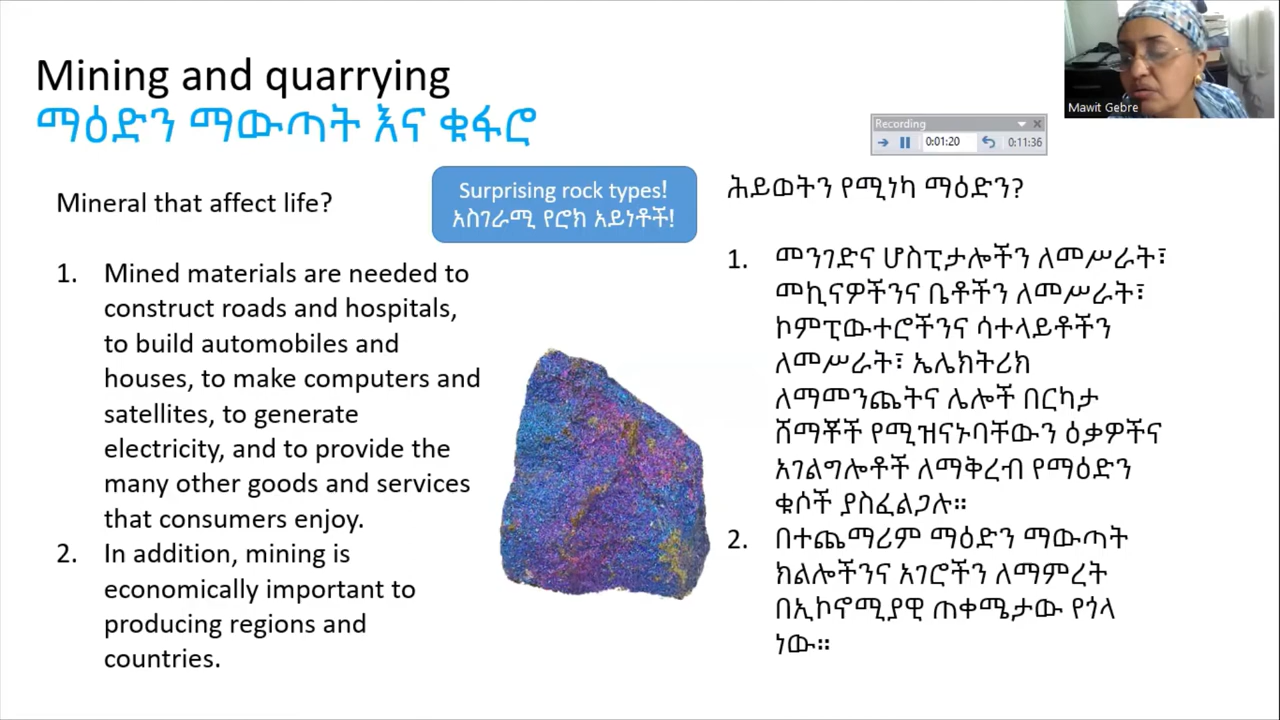 Mining and quarrying
ማዕድን ማውጣት እና ቁፋሮ
Mawit Gebre
Recording
0:01:20
0:11:36
Mineral that affect life?
Surprising rock types!
አስገራሚ የሮክ አይነቶች!
1. Mined materials are needed to
construct roads and hospitals,
to build automobiles and
houses, to make computers and
satellites, to generate
electricity, and to provide the
many other goods and services
that consumers enjoy.
2. In addition, mining is
economically important to
producing regions and
countries.
ሕይወትን የሚነካ ማዕድን?
1. መንገድና ሆስፒታሎችን ለመሥራት፣
መኪናዎችንና ቤቶችን ለመሥራት፣
ኮምፒውተሮችንና ሳተላይቶችን
ለመሥራት፣ ኤሌክትሪክ
ለማመንጨትና ሌሎች በርካታ
ሸማቾች የሚዝናኑባቸውን ዕቃዎችና
አገልግሎቶች ለማቅረብ የማዕድን
ቁሶች ያስፈልጋሉ።
2. በተጨማሪም ማዕድን ማውጣት
ክልሎችንና አገሮችን ለማምረት
በኢኮኖሚያዊ ጠቀሜታው የጎላ
ነው።